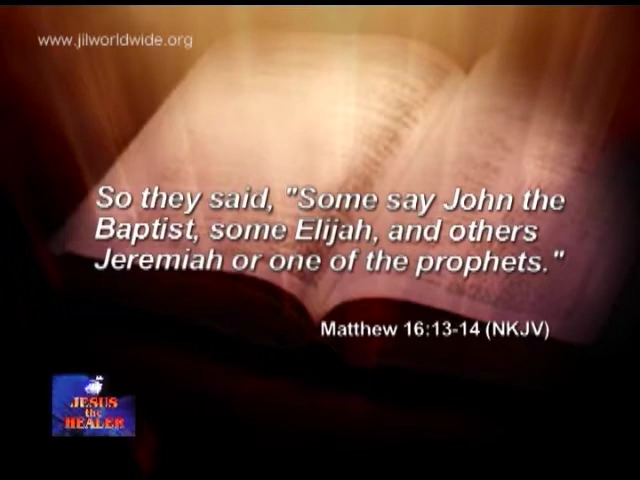 www.jilworldwide.org
So they said, "Some say John the
Baptist, some Elijah, and others
Jeremiah or one of the prophets."
Matthew 16:13-14 (NKJV)
JESUS
the
HEALER